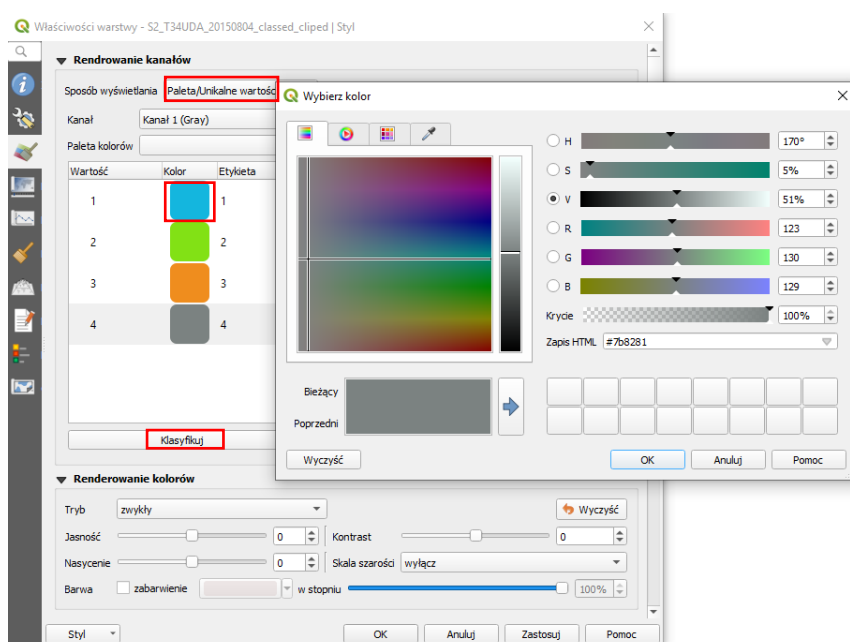 Właściwości warstwy - S2_T34UDA_20150804_classed_cliped | Styl
Rendrowanie kanałów
Sposób wyświetlania Paleta/Unikalne wartośc
Kanał Kanał 1 (Gray)
Paleta kolorów
Wartość Kolor Etykieta
1 1
2 2
3 3
4 4
Klasyfikuj
Wybierz kolor
H 170°
S 5%
V 51%
R 123
G 130
B 129
Krycie 100%
Zapis HTML #7b8281
Bieżący
Poprzedni
Wyczyść OK Anuluj Pomoc
Renderowanie kolorów
Tryb zwykły Wyczyść
Jasność 0 Kontrast 0
Nasycenie 0 Skala szarości wyłącz
Barwa zabarwienie w stopniu 100%
Styl OK Anuluj Zastosuj Pomoc